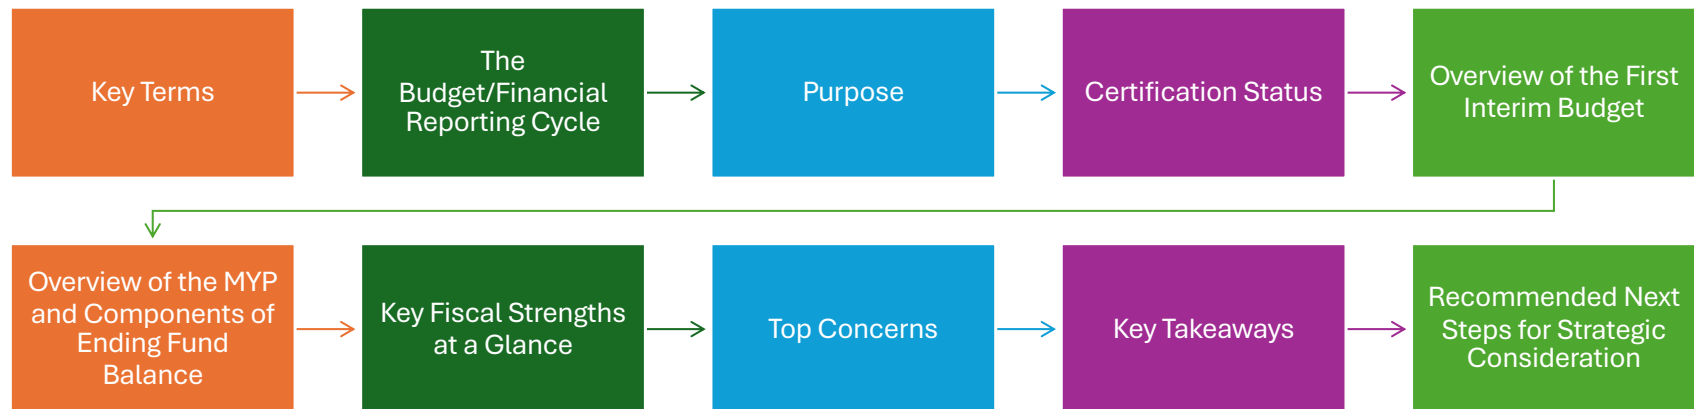 Key Terms
The
Budget/Financial
Reporting Cycle
Purpose
Certification Status
Overview of the First
Interim Budget
Overview of the MYP
and Components of
Ending Fund
Balance
Key Fiscal Strengths
at a Glance
Top Concerns
Key Takeaways
Recommended Next
Steps for Strategic
Consideration